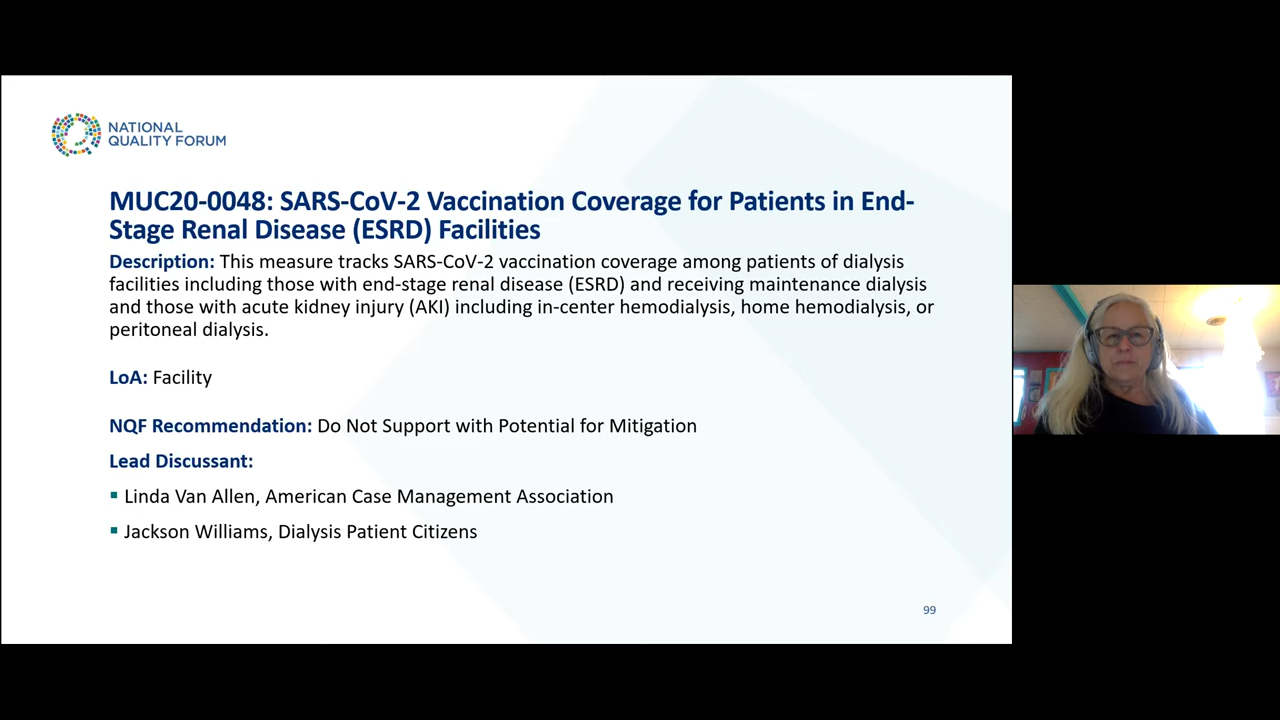 NATIONAL
QUALITY FORUM
MUC20-0048: SARS-CoV-2 Vaccination Coverage for Patients in End-
Stage Renal Disease (ESRD) Facilities
Description: This measure tracks SARS-CoV-2 vaccination coverage among patients of dialysis
facilities including those with end-stage renal disease (ESRD) and receiving maintenance dialysis
and those with acute kidney injury (AKI) including in-center hemodialysis, home hemodialysis, or
peritoneal dialysis.
LoA: Facility
NQF Recommendation: Do Not Support with Potential for Mitigation
Lead Discussant:
▪ Linda Van Allen, American Case Management Association
▪ Jackson Williams, Dialysis Patient Citizens
99